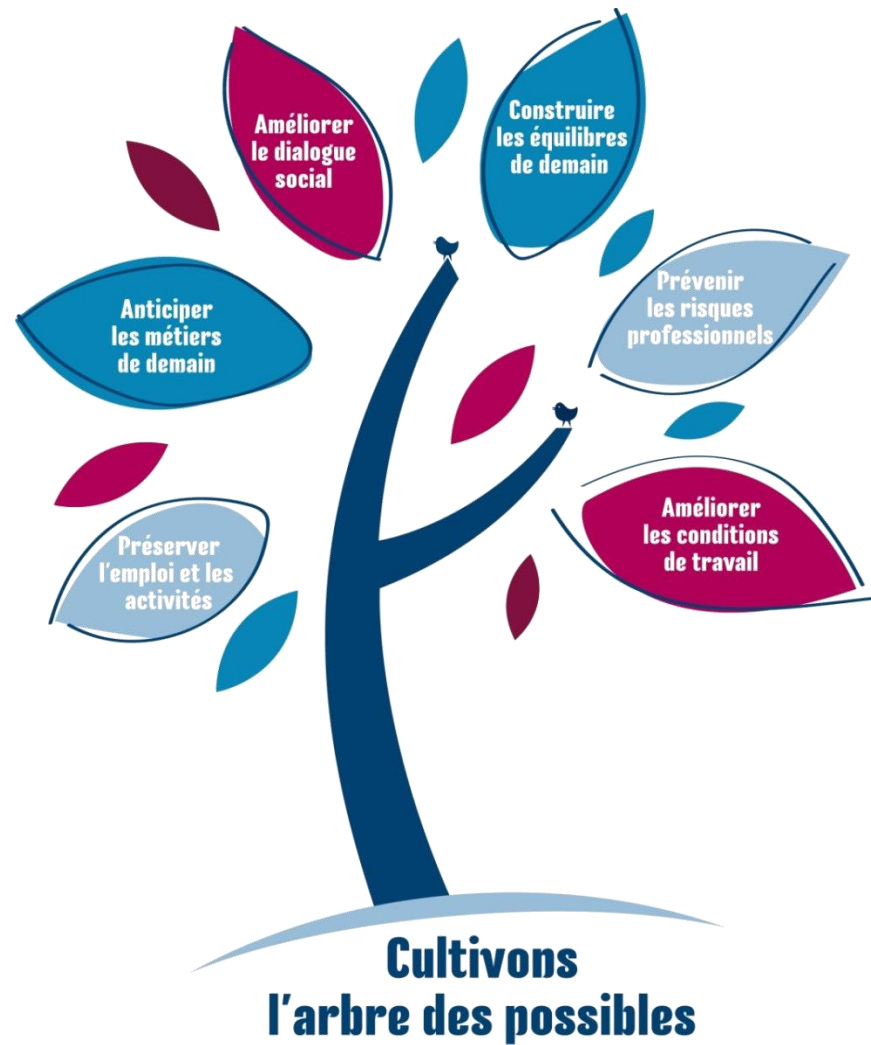 Améliorer
le dialogue
social
Construire
les équilibres
de demain
Anticiper
les métiers
de demain
Prévenir
les risques
professionnels
Préserver
l'emploi et les
activités
Améliorer
les conditions
de travail
Cultivons
l'arbre des possibles